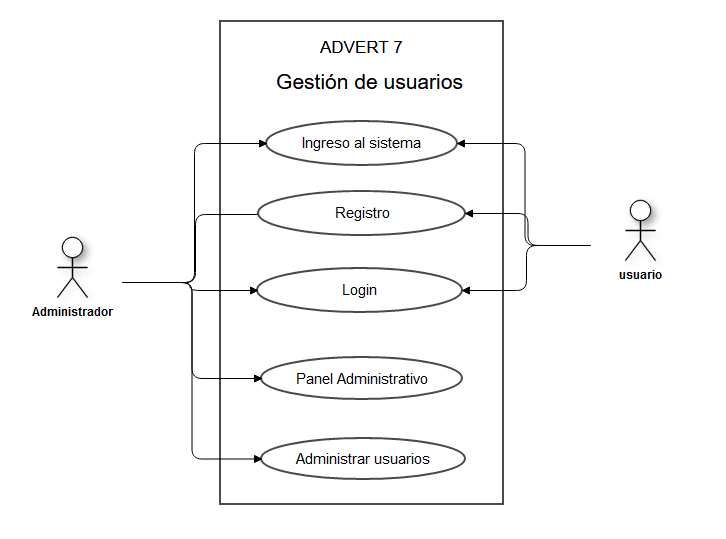 ADVERT 7
Gestión de usuarios
Ingreso al sistema
Registro
Login
Panel Administrativo
Administrar usuarios
Administrador
usuario